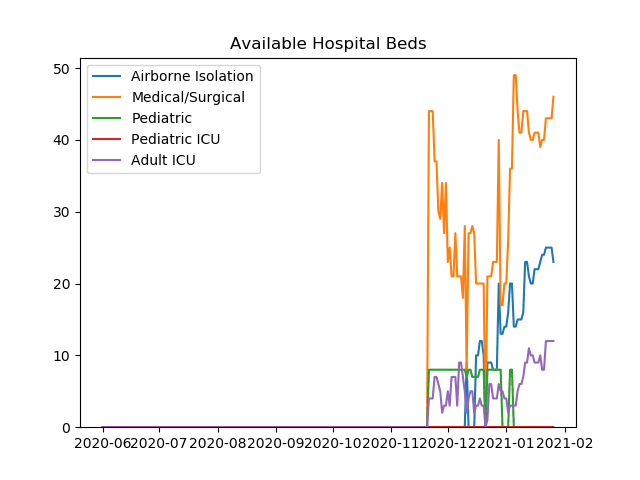 Available Hospital Beds
Airborne Isolation
Medical/Surgical
Pediatric
Pediatric ICU
Adult ICU
50
40
30
20
10
0
2020-06 2020-07 2020-08 2020-09 2020-10 2020-11 2020-12 2021-01 2021-02